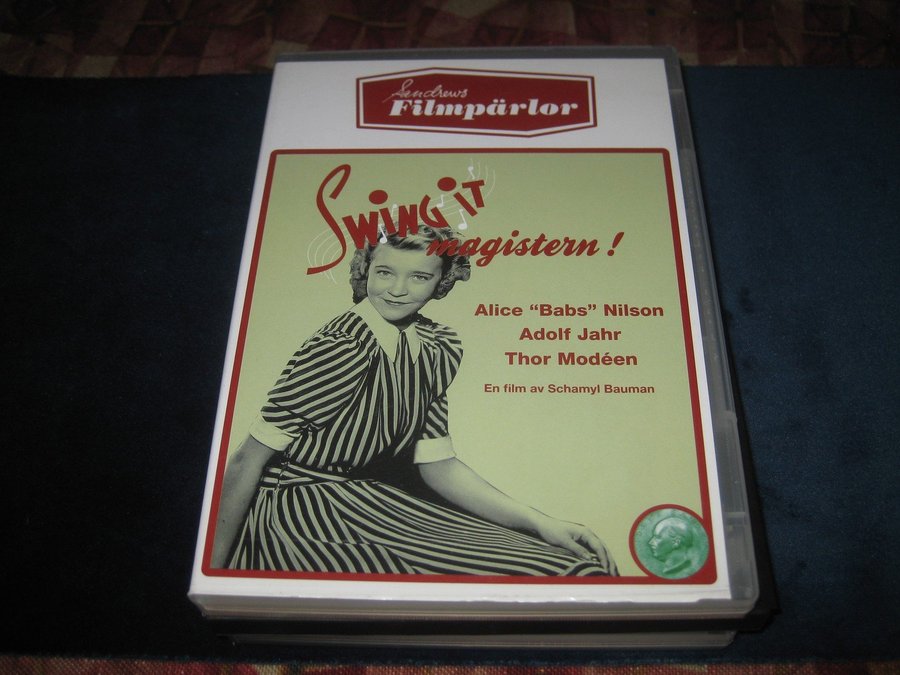 Sandrews
Filmpärlor
Swing it
magistern!
Alice “Babs” Nilson
Adolf Jahr
Thor Modéen
En film av Schamyl Bauman